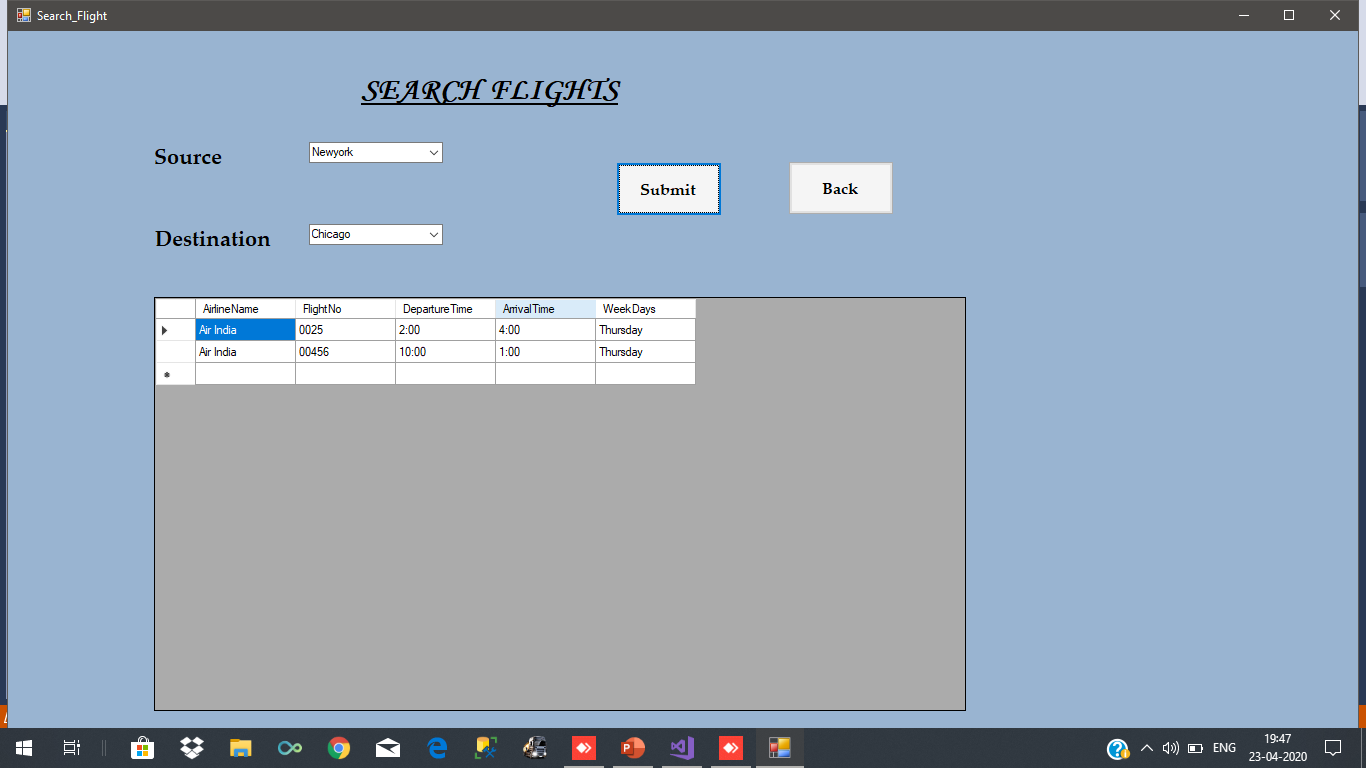 Search_Flight
SEARCH FLIGHTS
Source
Newyork
Submit
Back
Destination
Chicago
AirlineName FlightNo DepartureTime ArrivalTime WeekDays
Air India 0025 2:00 4:00 Thursday
Air India 00456 10:00 1:00 Thursday
ENG
19:47
23-04-2020